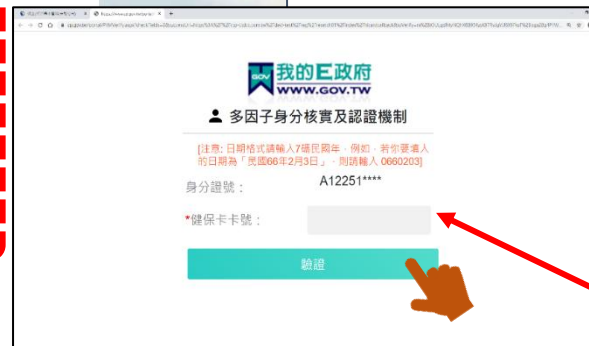 GOV
我的E政府
WWW.GOV.TW
多因子身分核實及認證機制
[注意: 日期格式請輸入7碼民國年，例如，若你要填入
的日期為「民國66年2月3日」，則請輸入 0660203]
身分證號：
A12251****
*健保卡卡號：
驗證